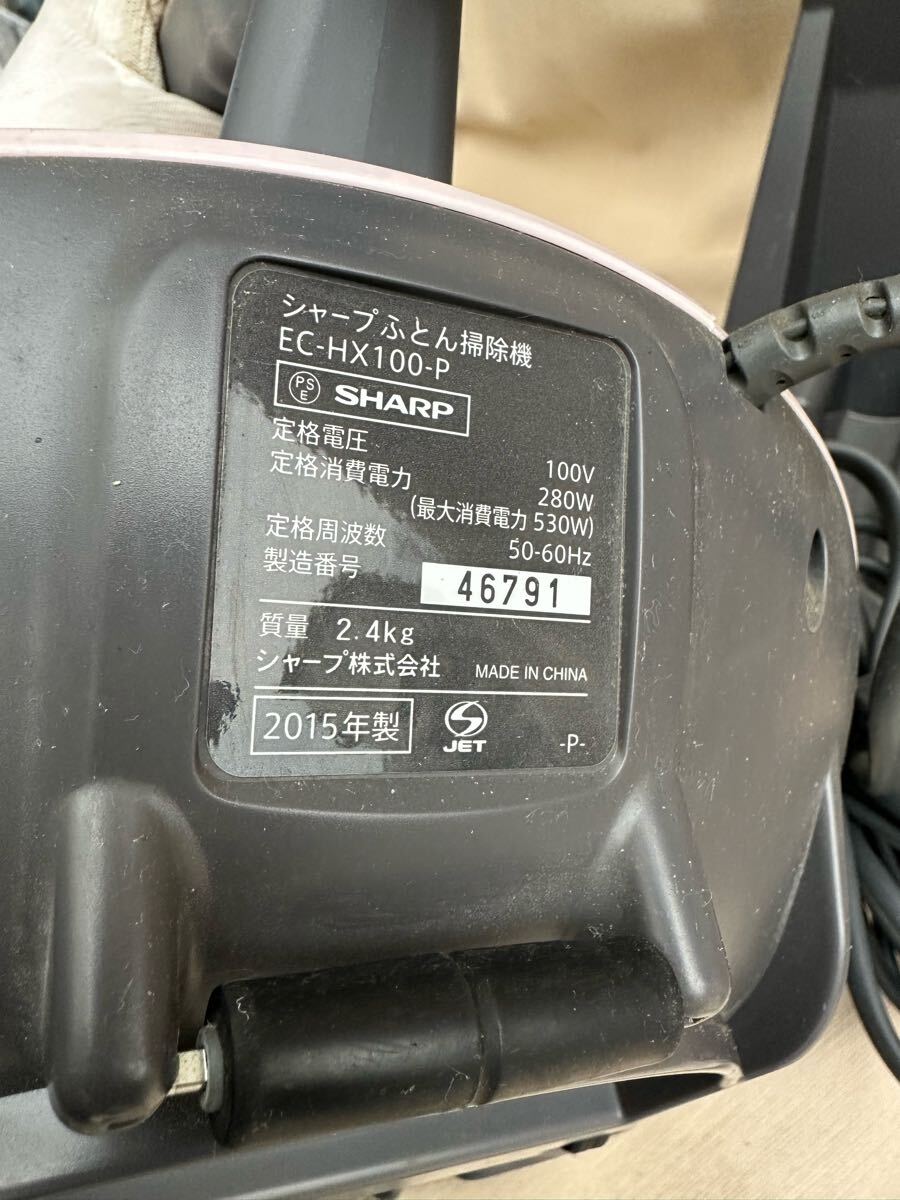 シャープふとん掃除機
EC-HX100-P
PS E SHARP
定格電圧 100V
定格消費電力 280W
(最大消費電力 530W)
定格周波数 50-60Hz
製造番号 46791
質量 2.4kg
シャープ株式会社 MADE IN CHINA
2015年製 JET -P-